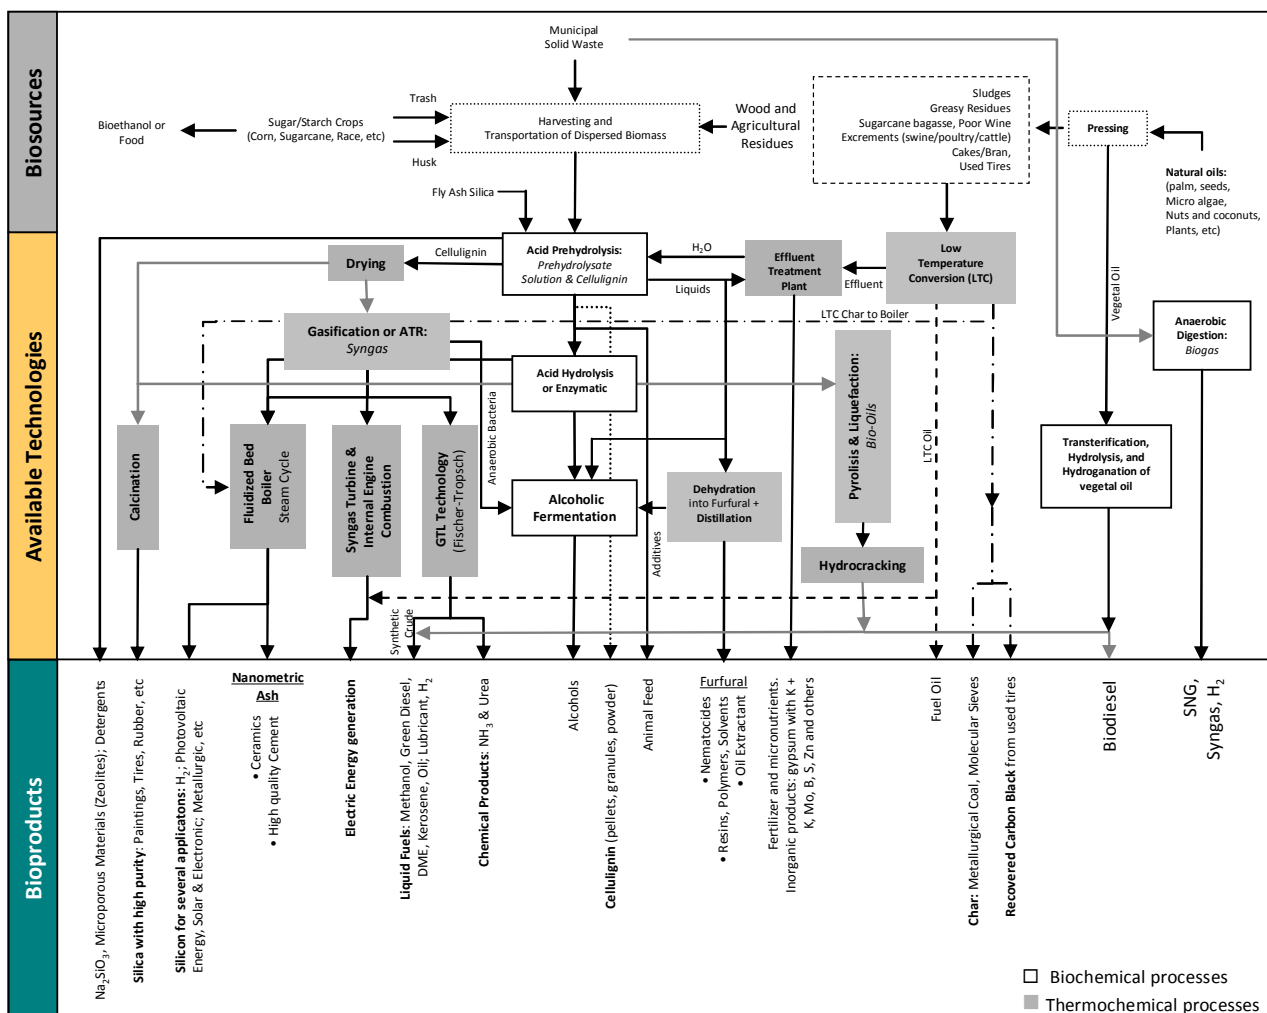 Biosources
Available Technologies
Bioproducts
Municipal
Solid Waste
Bioethanol or
Food
Sugar/Starch Crops
(Corn, Sugarcane, Race, etc)
Trash
Husk
Harvesting and
Transportation of Dispersed Biomass
Wood and
Agricultural
Residues
Sludges
Greasy Residues
Sugarcane bagasse, Poor Wine
Excrements (swine/poultry/cattle)
Cakes/Bran,
Used Tires
Pressing
Natural oils:
(palm, seeds,
Micro algae,
Nuts and coconuts,
Plants, etc)
Fly Ash Silica
Drying
Cellulignin
Acid Prehydrolysis:
Prehydrolysate
Solution & Cellulignin
H2O
Liquids
Effluent
Treatment
Plant
Effluent
Low
Temperature
Conversion (LTC)
Vegetal Oil
LTC Char to Boiler
Gasification or ATR:
Syngas
Anaerobic
Digestion:
Biogas
Acid Hydrolysis
or Enzymatic
Pyrolisis & Liquefaction:
Bio-Oils
LTC Oil
Anaerobic Bacteria
Calcination
Fluidized Bed
Boiler
Steam Cycle
Syngas Turbine &
Internal Engine
Combustion
GTL Technology
(Fischer-Tropsch)
Alcoholic
Fermentation
Dehydration
into Furfural +
Distillation
Additives
Transterification,
Hydrolysis, and
Hydroganation of
vegetal oil
Hydrocracking
Synthetic
Crude
Na2SiO3, Microporous Materials (Zeolites); Detergents
Silica with high purity: Paintings, Tires, Rubber, etc
Silicon for several applicatons: H2; Photovoltaic
Energy, Solar & Electronic; Metallurgic, etc
Nanometric
Ash
• Ceramics
• High quality Cement
Electric Energy generation
Liquid Fuels: Methanol, Green Diesel,
DME, Kerosene, Oil; Lubricant, H2
Chemical Products: NH3 & Urea
Alcohols
Cellulignin (pellets, granules, powder)
Animal Feed
Furfural
• Nematocides
• Resins, Polymers, Solvents
• Oil Extractant
Fertilizer and micronutrients.
Inorganic products: gypsum with K +
K, Mo, B, S, Zn and others
Fuel Oil
Char: Metallurgical Coal, Molecular Sieves
Recovered Carbon Black from used tires
Biodiesel
SNG,
Syngas, H2
Biochemical processes
Thermochemical processes